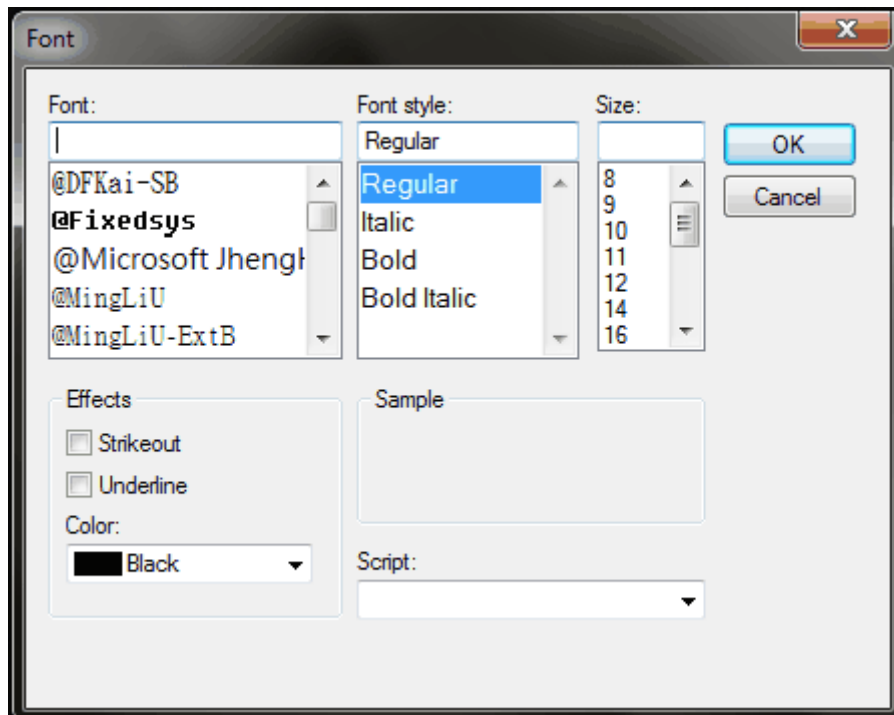 Font
Font:
Font style:
Size:
Regular
OK
Cancel
@DFKai-SB
@Fixedsys
@Microsoft JhengH
@MingLiU
@MingLiU-ExtB
Regular
Italic
Bold
Bold Italic
8
9
10
11
12
14
16
Effects
Strikeout
Underline
Color:
Black
Sample
Script: